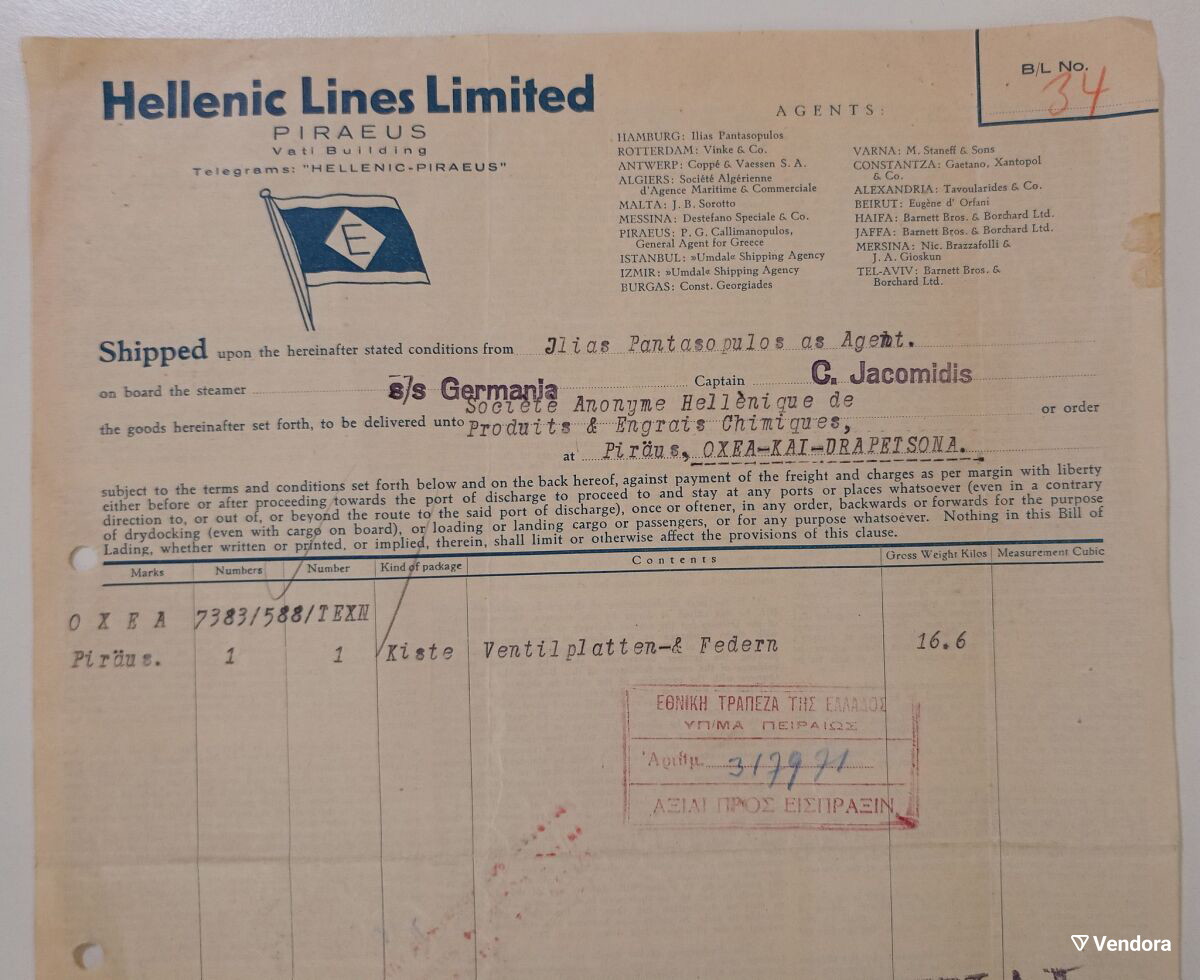 Hellenic Lines Limited
PIRAEUS
Vati Building
Telegrams: "HELLENIC-PIRAEUS"
E
B/L No.
34
AGENTS:
HAMBURG: Ilias Pantasopulos
ROTTERDAM: Vinke & Co.
ANTWERP: Coppé & Vaessen S. A.
ALGIERS: Société Algérienne
d'Agence Maritime & Commerciale
MALTA: J. B. Sorotto
MESSINA: Destefano Speciale & Co.
PIRAEUS: P. G. Callimanopulos,
General Agent for Greece
ISTANBUL: »Umdal« Shipping Agency
IZMIR: »Umdal« Shipping Agency
BURGAS: Const. Georgiades
VARNA: M. Staneff & Sons
CONSTANTZA: Gaetano, Xantopol
& Co.
ALEXANDRIA: Tavoularides & Co.
BEIRUT: Eugène d' Orfani
HAIFA: Barnett Bros. & Borchard Ltd.
JAFFA: Barnett Bros. & Borchard Ltd.
MERSINA: Nic. Brazzafolli &
J. A. Gioskun
TEL-AVIV: Barnett Bros. &
Borchard Ltd.
Shipped upon the hereinafter stated conditions from Ilias Pantasopulos as Agent.
on board the steamer s/s Germania Captain C. Jacomidis
Société Anonyme Hellènique de
the goods hereinafter set forth, to be delivered unto Produits & Engrais Chimiques, or order
at Piräus, OXEA-KAI-DRAPETSONA.
subject to the terms and conditions set forth below and on the back hereof, against payment of the freight and charges as per margin with liberty
either before or after proceeding towards the port of discharge to proceed to and stay at any ports or places whatsoever (even in a contrary
direction to, or out of, or beyond the route to the said port of discharge), once or oftener, in any order, backwards or forwards for the purpose
of drydocking (even with cargo on board), or loading or landing cargo or passengers, or for any purpose whatsoever. Nothing in this Bill of
Lading, whether written or printed, or implied, therein, shall limit or otherwise affect the provisions of this clause.
Marks Numbers Number Kind of package Contents Gross Weight Kilos Measurement Cubic
O X E A 7383/588/TEXN
Piräus. 1 1 Kiste Ventilplatten-& Federn 16.6
ΕΘΝΙΚΗ ΤΡΑΠΕΖΑ ΤΗΣ ΕΛΛΑΔΟΣ
ΥΠ/ΜΑ ΠΕΙΡΑΙΩΣ
Ἀριθμ. 317971
ΑΞΙΑΙ ΠΡΟΣ ΕΙΣΠΡΑΞΙΝ
Vendora